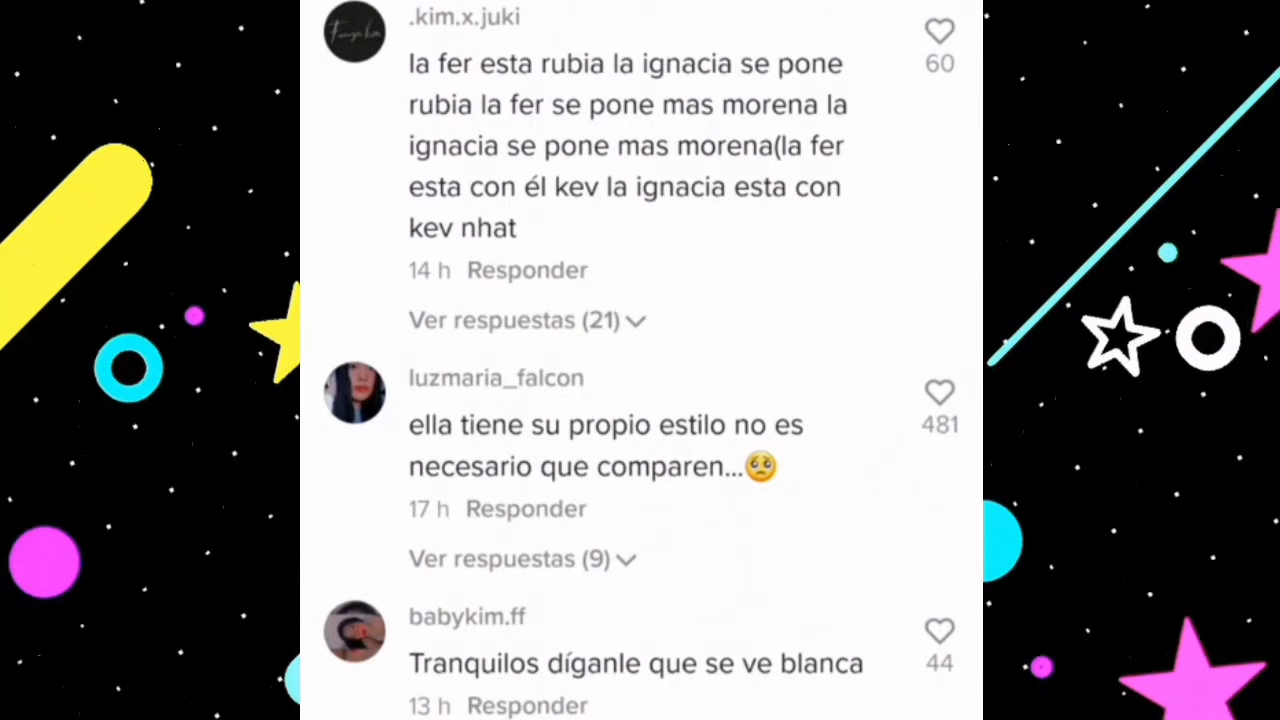 .kim.x.juki
la fer esta rubia la ignacia se pone
60
rubia la fer se pone mas morena la
ignacia se pone mas morena(la fer
esta con él kev la ignacia esta con
kev nhat
14 h Responder
Ver respuestas (21)
luzmaria_falcon
ella tiene su propio estilo no es
481
necesario que comparen...🥺
17 h Responder
Ver respuestas (9)
babykim.ff
Tranquilos díganle que se ve blanca
44
13 h Responder